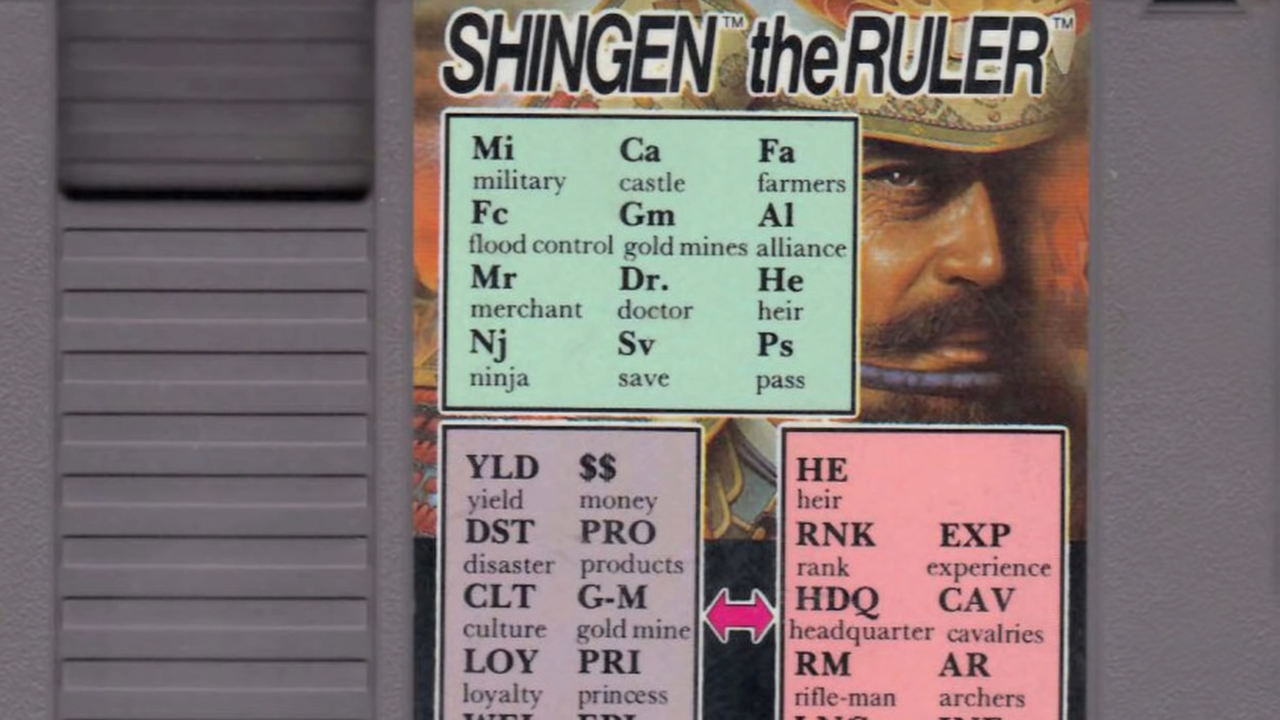 SHINGEN™ the RULER™
Mi Ca Fa
military castle farmers
Fc Gm Al
flood control gold mines alliance
Mr Dr. He
merchant doctor heir
Nj Sv Ps
ninja save pass
YLD $$
yield money
DST PRO
disaster products
CLT G-M
culture gold mine
LOY PRI
loyalty princess
HE
heir
RNK EXP
rank experience
HDQ CAV
headquarter cavalries
RM AR
rifle-man archers